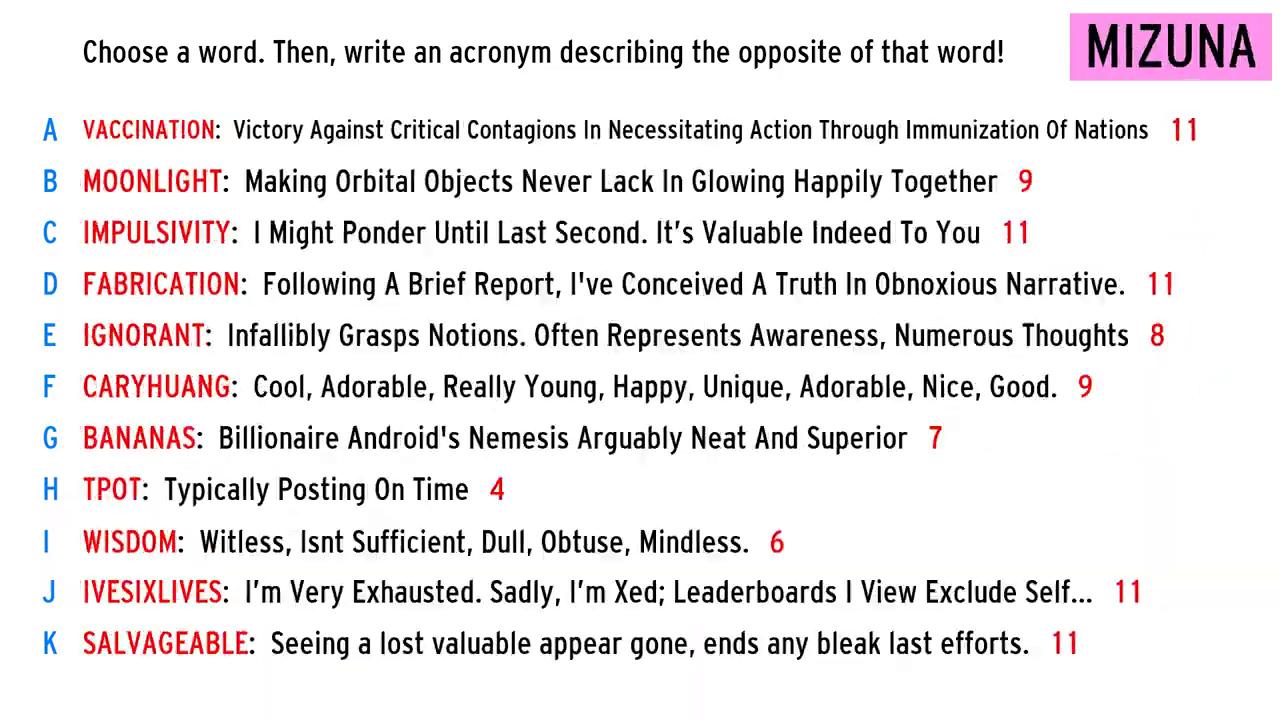 Choose a word. Then, write an acronym describing the opposite of that word!
MIZUNA
A VACCINATION: Victory Against Critical Contagions In Necessitating Action Through Immunization Of Nations 11
B MOONLIGHT: Making Orbital Objects Never Lack In Glowing Happily Together 9
C IMPULSIVITY: I Might Ponder Until Last Second. It’s Valuable Indeed To You 11
D FABRICATION: Following A Brief Report, I've Conceived A Truth In Obnoxious Narrative. 11
E IGNORANT: Infallibly Grasps Notions. Often Represents Awareness, Numerous Thoughts 8
F CARYHUANG: Cool, Adorable, Really Young, Happy, Unique, Adorable, Nice, Good. 9
G BANANAS: Billionaire Android's Nemesis Arguably Neat And Superior 7
H TPOT: Typically Posting On Time 4
I WISDOM: Witless, Isnt Sufficient, Dull, Obtuse, Mindless. 6
J IVESIXLIVES: I’m Very Exhausted. Sadly, I’m Xed; Leaderboards I View Exclude Self... 11
K SALVAGEABLE: Seeing a lost valuable appear gone, ends any bleak last efforts. 11